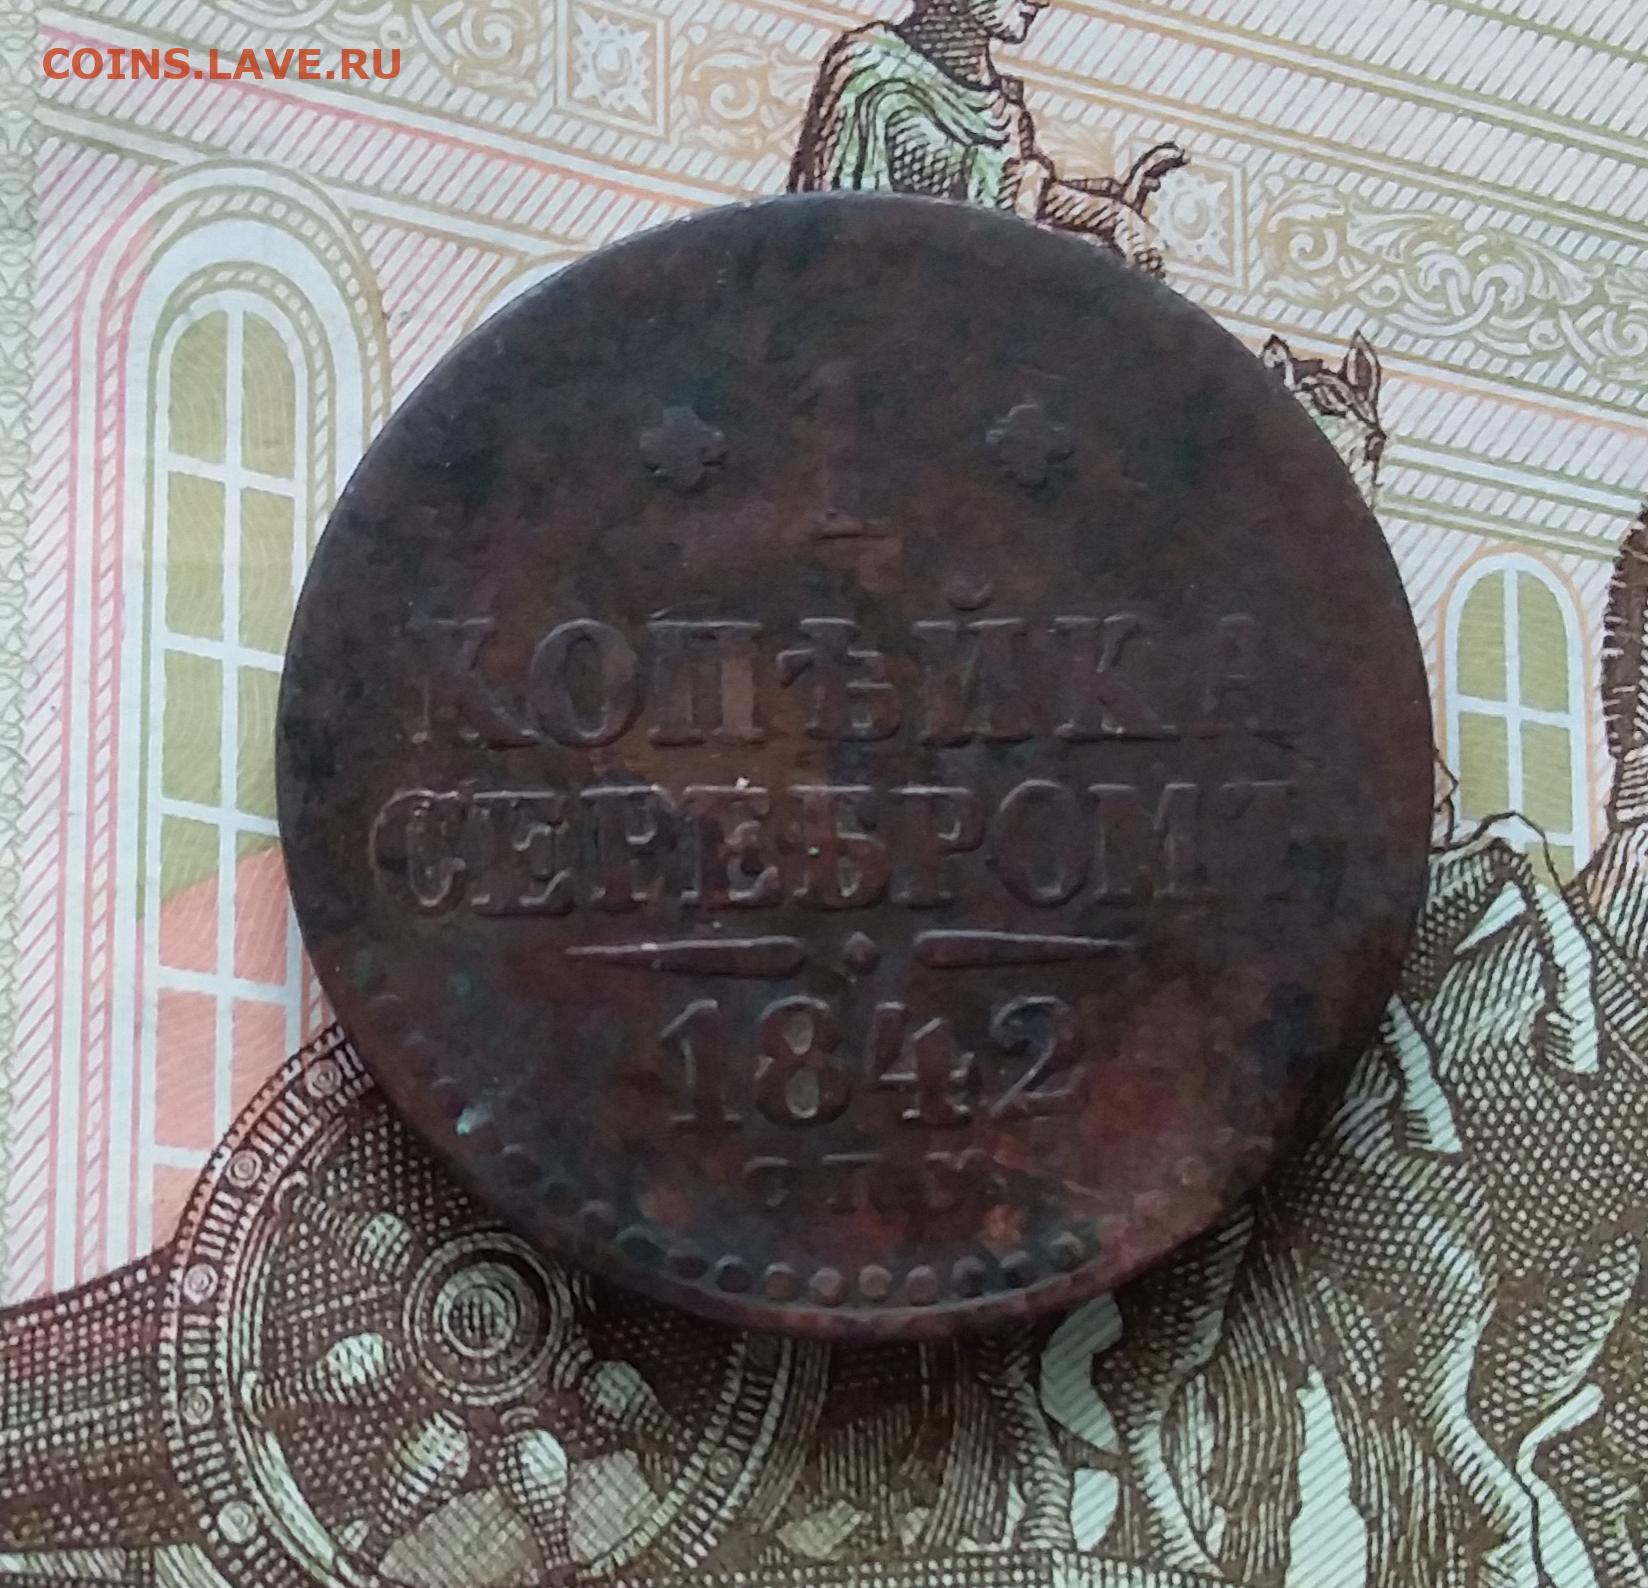 COINS.LAVE.RU
1
КОПѢЙКА
СЕРЕБРОМЪ
1842
С П М